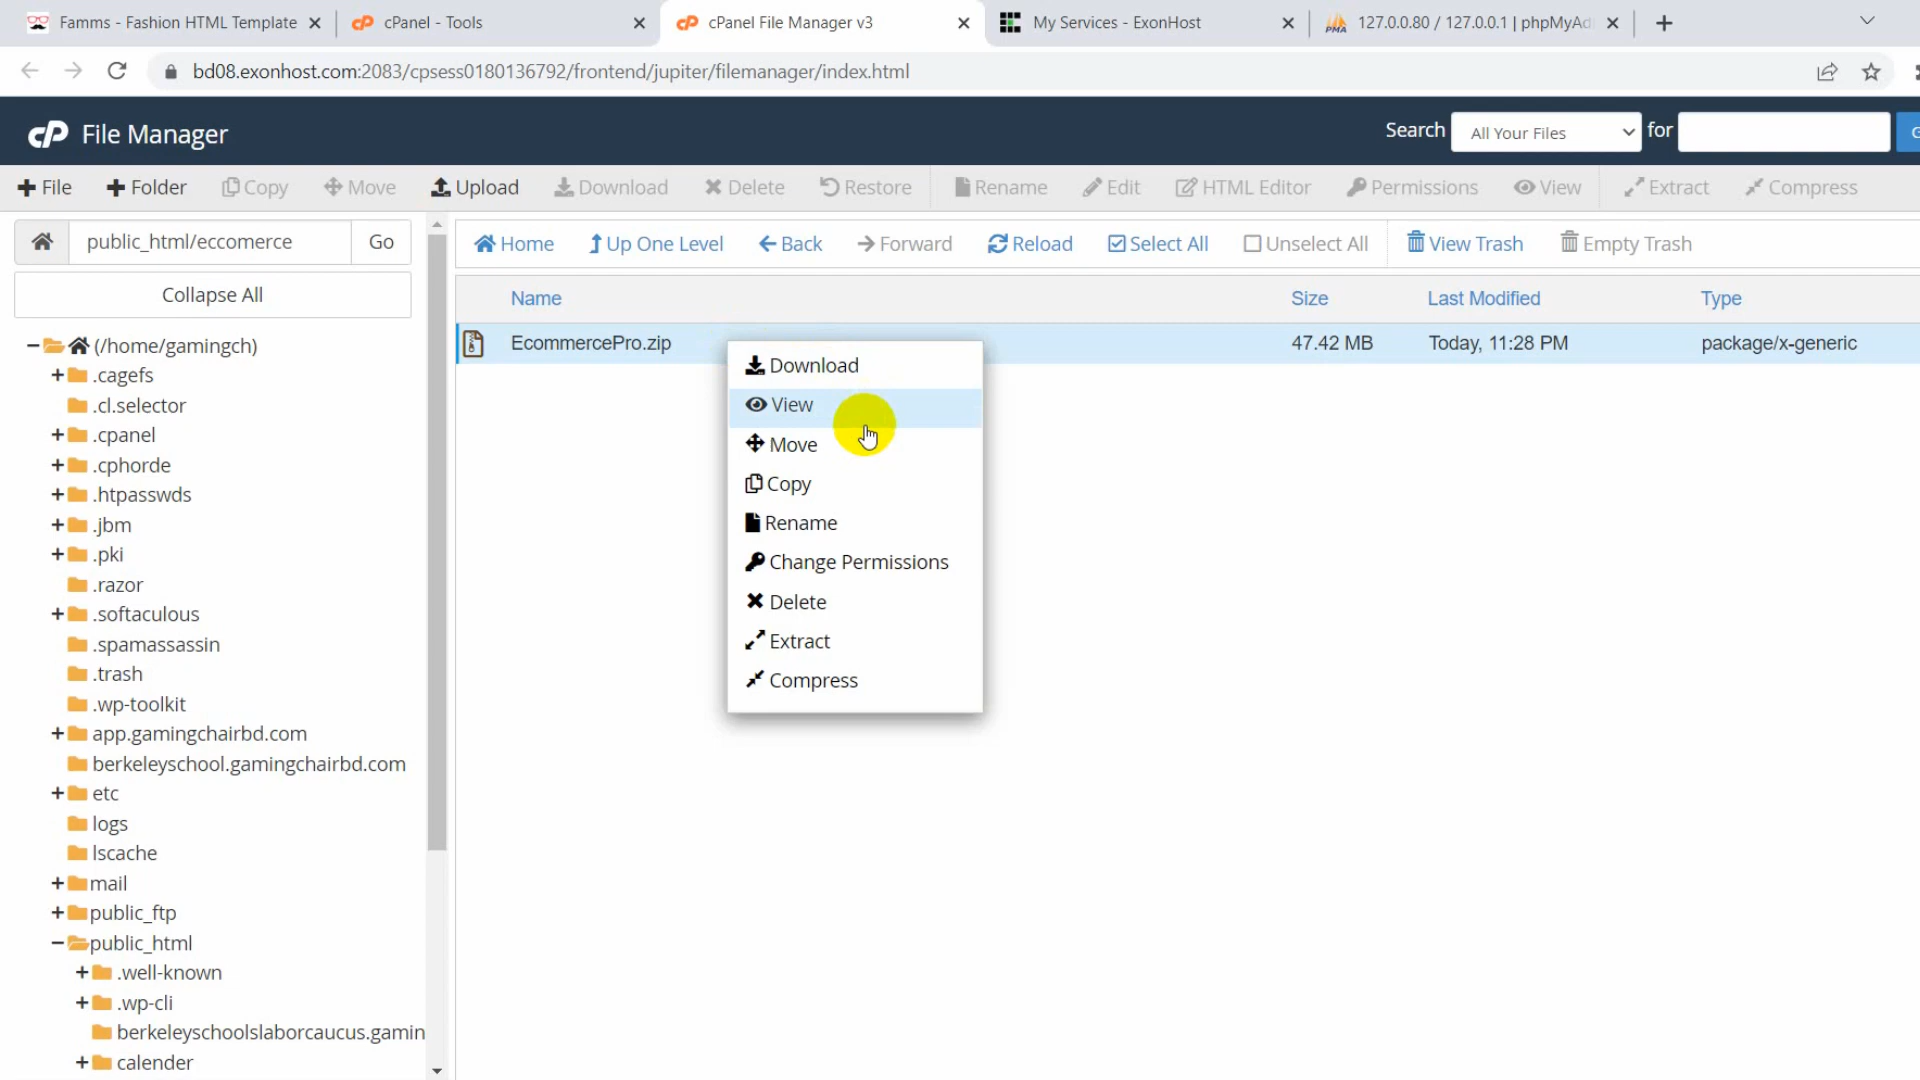 Famms - Fashion HTML Template
cPanel - Tools
cPanel File Manager v3
My Services - ExonHost
PMA
127.0.0.80 / 127.0.0.1 | phpMyAd
bd08.exonhost.com:2083/cpsess0180136792/frontend/jupiter/filemanager/index.html
cP File Manager
Search All Your Files for
File Folder Copy Move Upload Download Delete Restore Rename Edit HTML Editor Permissions View Extract Compress
public_html/eccomerce Go
Home Up One Level Back Forward Reload Select All Unselect All View Trash Empty Trash
Collapse All
Name Size Last Modified Type
EcommercePro.zip 47.42 MB Today, 11:28 PM package/x-generic
Download
View
Move
Copy
Rename
Change Permissions
Delete
Extract
Compress
(/home/gamingch)
.cagefs
.cl.selector
.cpanel
.cphorde
.htpasswds
.jbm
.pki
.razor
.softaculous
.spamassassin
.trash
.wp-toolkit
app.gamingchairbd.com
berkeleyschool.gamingchairbd.com
etc
logs
lscache
mail
public_ftp
public_html
.well-known
.wp-cli
berkeleyschoolslaborcaucus.gamin
calender